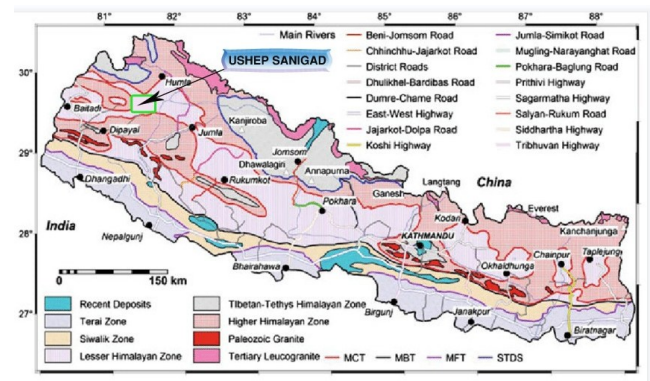 81° 82° 83° 84° 85° 86° 87° 88°
Main Rivers
Chhinchu-Jajarkot Road
District Roads
Dhulikhel-Bardibas Road
Dumre-Chame Road
East-West Highway
Jajarkot-Dolpa Road
Koshi Highway
Beni-Jomsom Road
Jumla-Simikot Road
Mugling-Narayanghat Road
Pokhara-Baglung Road
Prithivi Highway
Sagarmatha Highway
Salyan-Rukum Road
Siddhartha Highway
Tribhuvan Highway
USHEP SANIGAD
30°
Humla
Baitadi
Dipayal
Jumla
Kanjiroba
29°
Jomsom
Dhawalagiri
Annapurna
Dhangadhi
Rukumkot
Ganesh
Langtang
China
Pokhara
Kodari
Everest
India
28°
Nepalgunj
KATHMANDU
Kanchanjunga
Chainpur
Taplejung
Bhairahawa
Okhaldhunga
0 150 km
27°
Birgunj
Janakpur
Biratnagar
Recent Deposits
Terai Zone
Siwalik Zone
Lesser Himalayan Zone
Tibetan-Tethys Himalayan Zone
Higher Himalayan Zone
Paleozoic Granite
Tertiary Leucogranite
MCT MBT MFT STDS